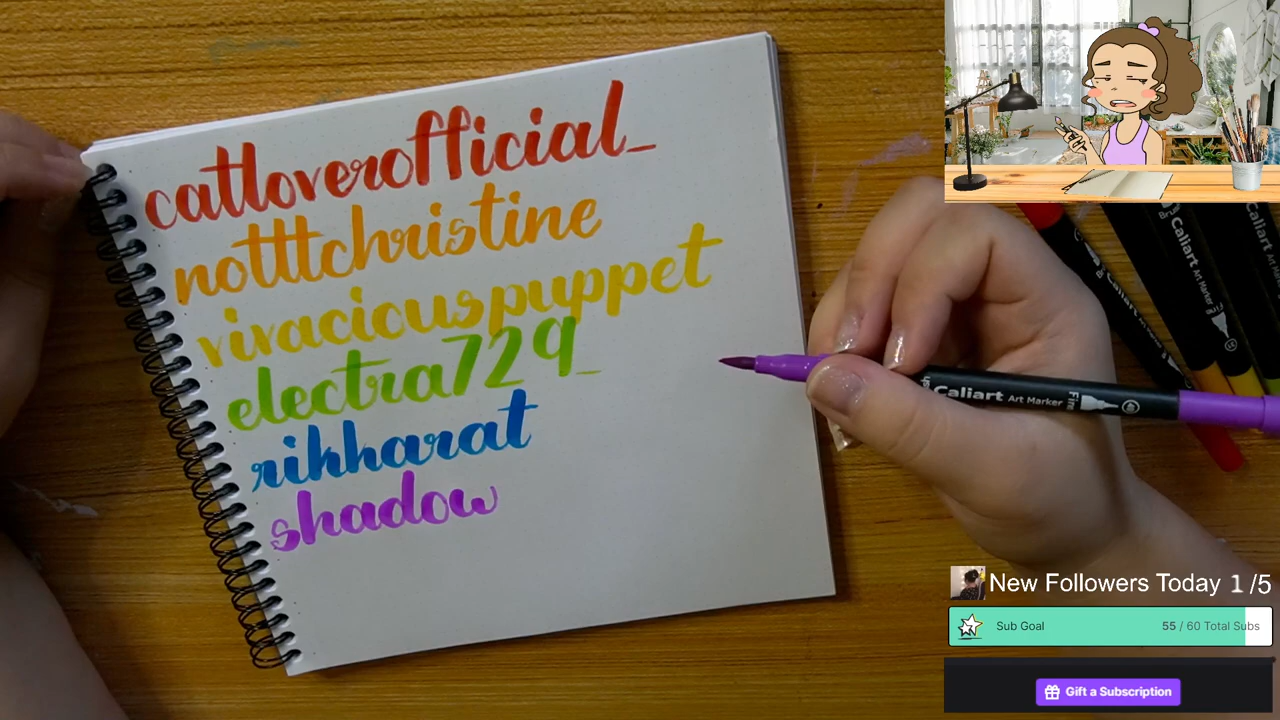 catloverofficial_
notttchristine
vivaciouspuppet
electra729_
rikkarat
shadow
Caliart Art Marker Fine
Caliart Art Marker
New Followers Today 1 /5
Sub Goal 55 / 60 Total Subs
Gift a Subscription